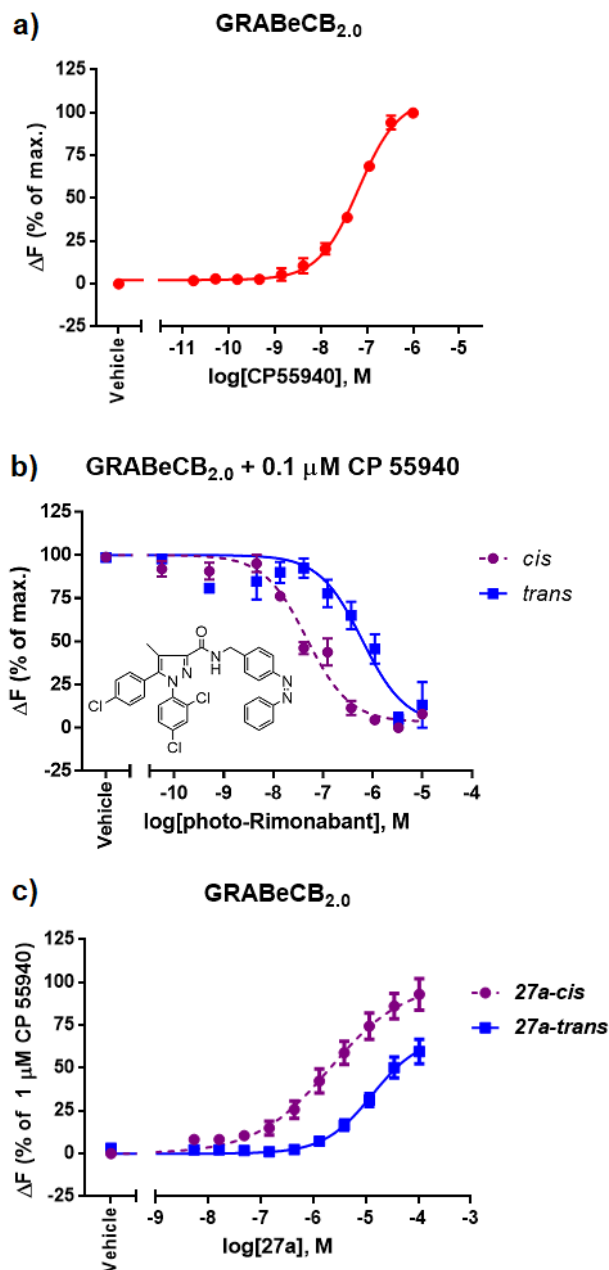 a)
GRABeCB2.0
ΔF (% of max.)
125
100
75
50
25
0
-25
Vehicle
-11 -10 -9 -8 -7 -6 -5
log[CP55940], M
b)
GRABeCB2.0 + 0.1 µM CP 55940
ΔF (% of max.)
125
100
75
50
25
0
-25
cis
trans
O
N
H
N
N
N
N
Cl
Cl
Cl
Vehicle
-10 -9 -8 -7 -6 -5 -4
log[photo-Rimonabant], M
c)
GRABeCB2.0
ΔF (% of 1 µM CP 55940)
125
100
75
50
25
0
-25
27a-cis
27a-trans
Vehicle
-9 -8 -7 -6 -5 -4 -3
log[27a], M